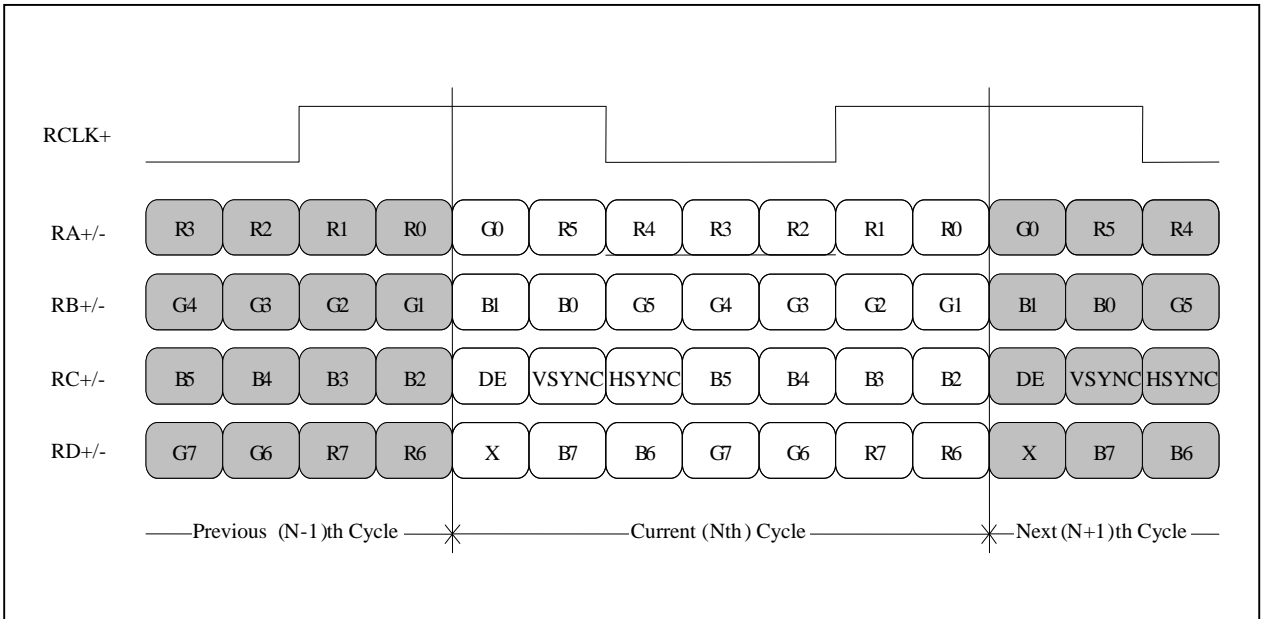 RCLK+
RA+/- R3 R2 R1 R0 G0 R5 R4 R3 R2 R1 R0 G0 R5 R4
RB+/- G4 G3 G2 G1 B1 B0 G5 G4 G3 G2 G1 B1 B0 G5
RC+/- B5 B4 B3 B2 DE VSYNC HSYNC B5 B4 B3 B2 DE VSYNC HSYNC
RD+/- G7 G6 R7 R6 X B7 B6 G7 G6 R7 R6 X B7 B6
Previous (N-1)th Cycle Current (Nth) Cycle Next (N+1)th Cycle